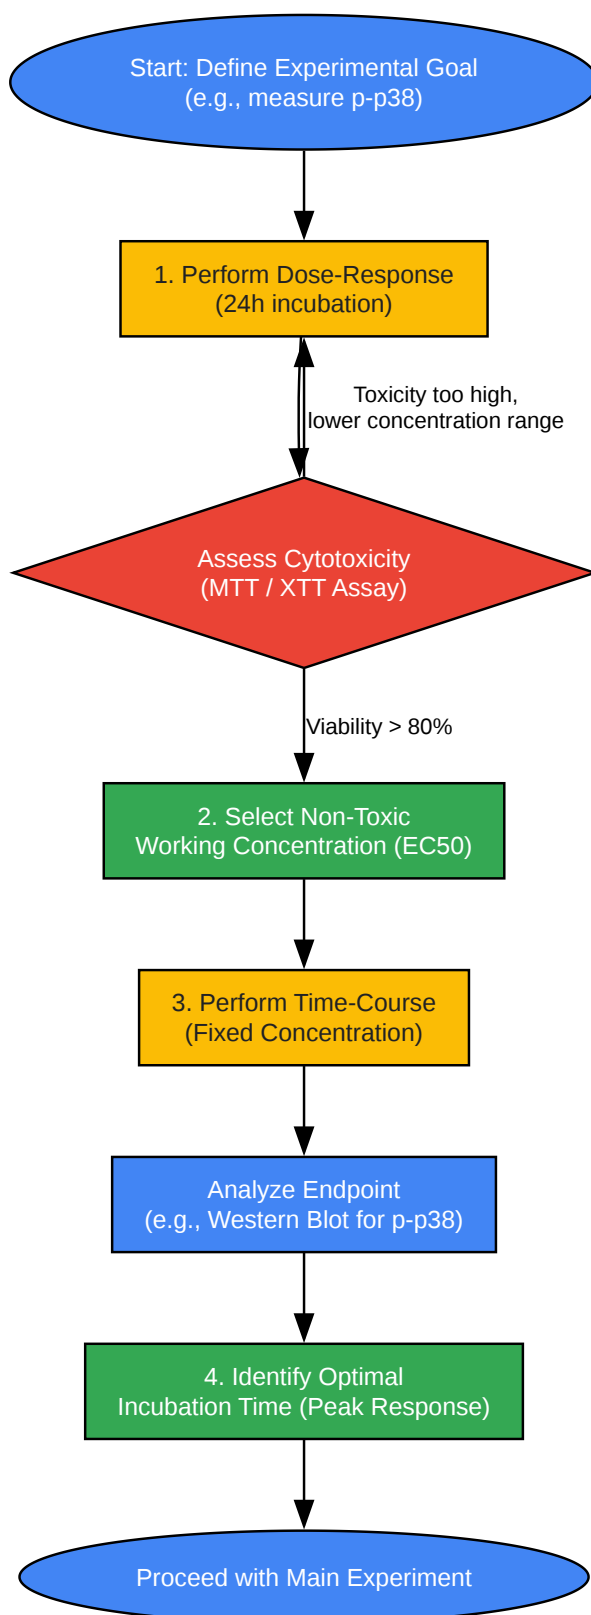 Start: Define Experimental Goal
(e.g., measure p-p38)
1. Perform Dose-Response
(24h incubation)
Toxicity too high,
lower concentration range
Assess Cytotoxicity
(MTT / XTT Assay)
Viability > 80%
2. Select Non-Toxic
Working Concentration (EC50)
3. Perform Time-Course
(Fixed Concentration)
Analyze Endpoint
(e.g., Western Blot for p-p38)
4. Identify Optimal
Incubation Time (Peak Response)
Proceed with Main Experiment